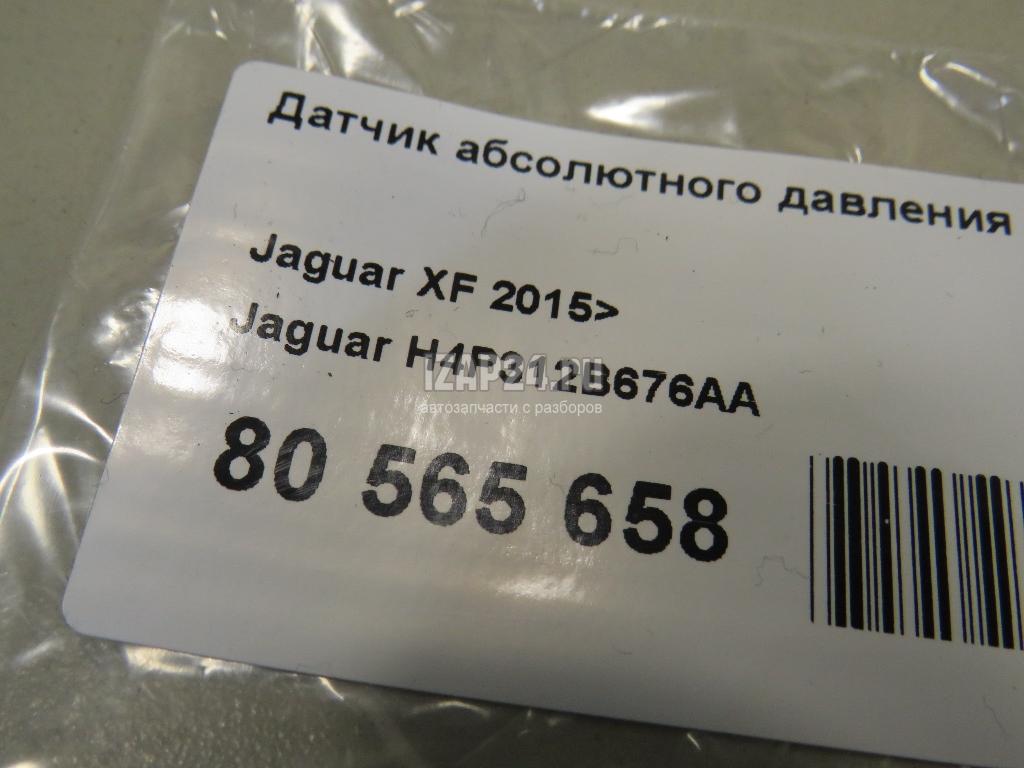 Датчик абсолютного давления
Jaguar XF 2015>
Jaguar H4P312B676AA
IZAP24.RU
автозапчасти с разборов
80 565 658